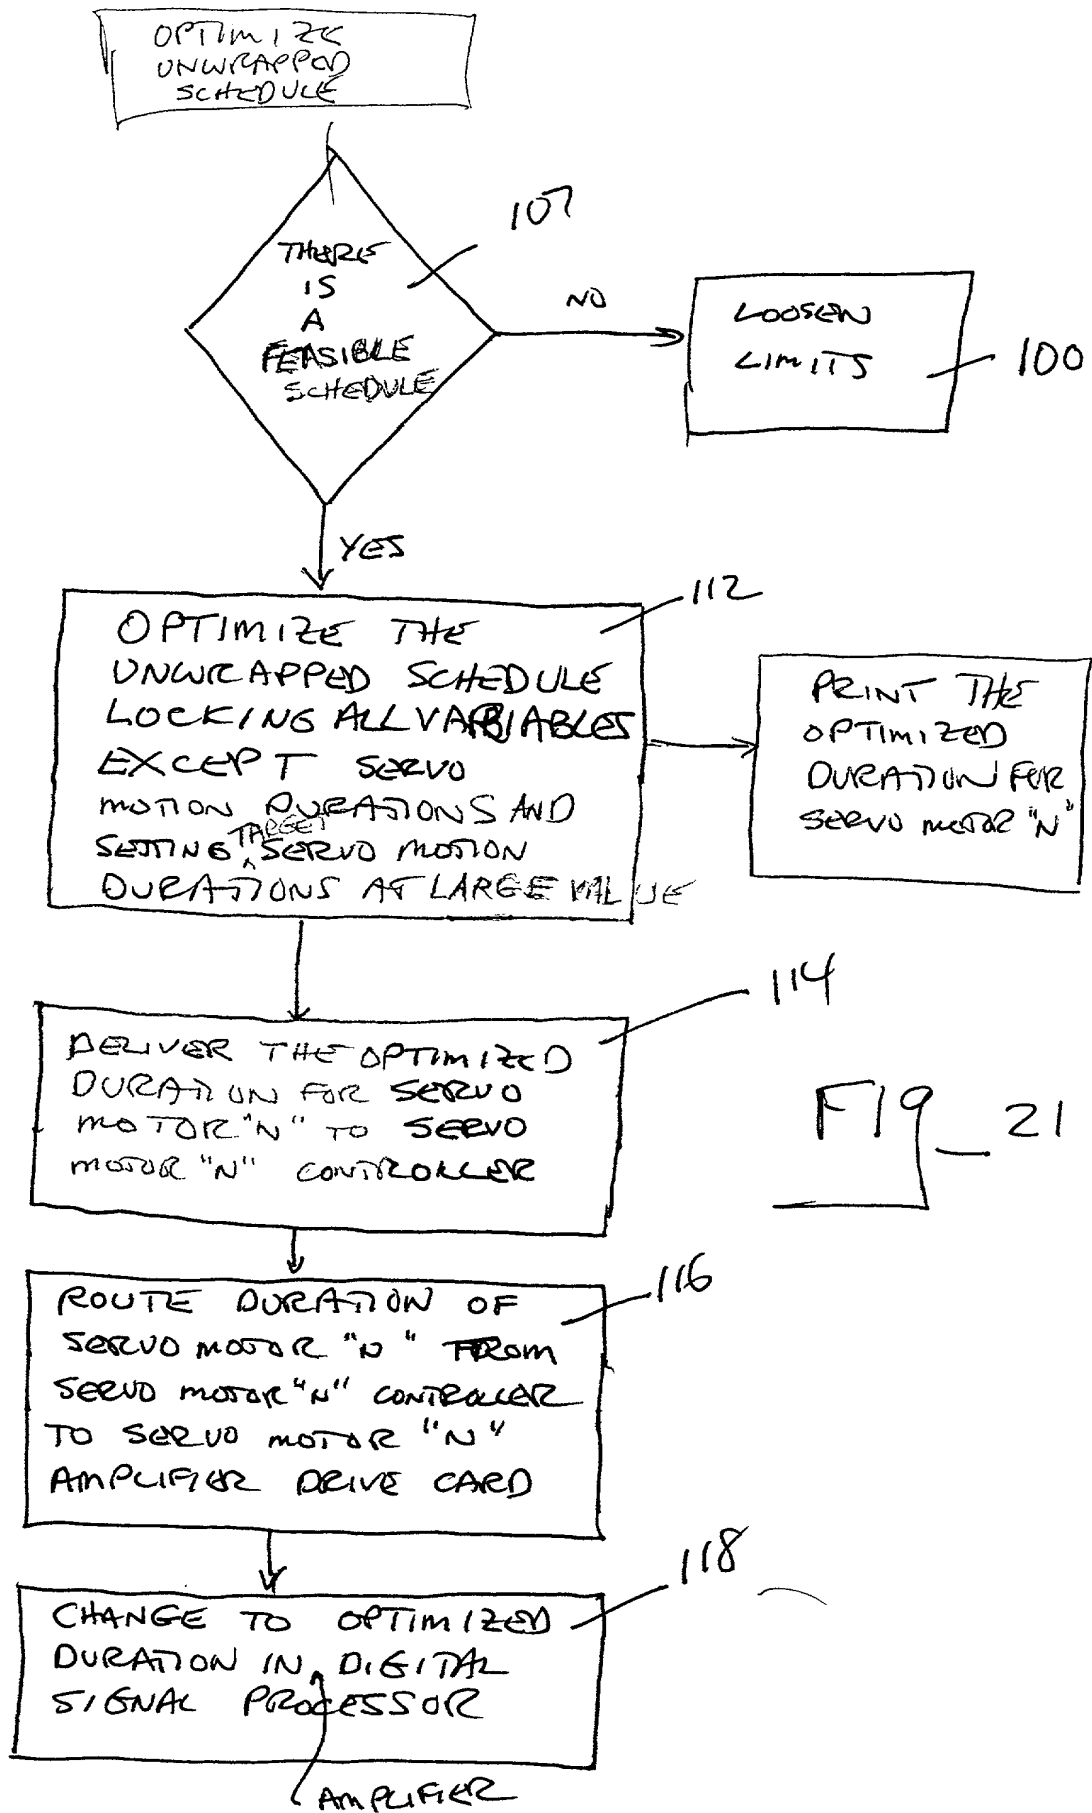 OPTIMIZE
UNWRAPPED
SCHEDULE
107
THERE
IS
A
FEASIBLE
SCHEDULE
NO
LOOSEN
LIMITS
100
YES
112
OPTIMIZE THE
UNWRAPPED SCHEDULE
LOCKING ALL VARIABLES
EXCEPT SERVO
MOTION DURATIONS AND
TARGET
SETTING ^ SERVO MOTION
DURATIONS AT LARGE VALUE
PRINT THE
OPTIMIZED
DURATION FOR
SERVO MOTOR "N"
114
DELIVER THE OPTIMIZED
DURATION FOR SERVO
MOTOR "N" TO SERVO
MOTOR "N" CONTROLLER
FIG_21
116
ROUTE DURATION OF
SERVO MOTOR "N" FROM
SERVO MOTOR "N" CONTROLLER
TO SERVO MOTOR "N"
AMPLIFIER DRIVE CARD
118
CHANGE TO OPTIMIZED
DURATION IN DIGITAL
SIGNAL PROCESSOR
AMPLIFIER